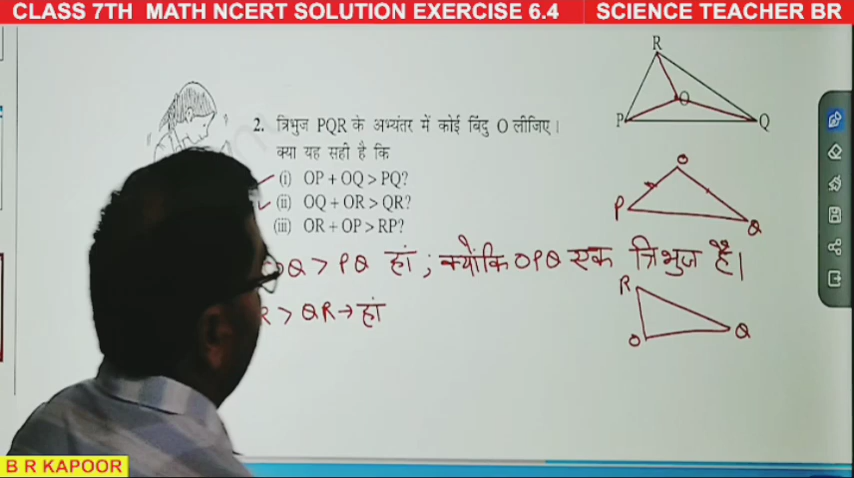 CLASS 7TH MATH NCERT SOLUTION EXERCISE 6.4 SCIENCE TEACHER BR
2. त्रिभुज PQR के अभ्यंतर में कोई बिंदु O लीजिए।
क्या यह सही है कि
(i) OP + OQ > PQ?
(ii) OQ + OR > QR?
(iii) OR + OP > RP?
Q > PQ हां ; क्योंकि OPQ एक त्रिभुज है।
R > QR → हां
R
O
P
Q
O
P
Q
R
O
Q
B R KAPOOR